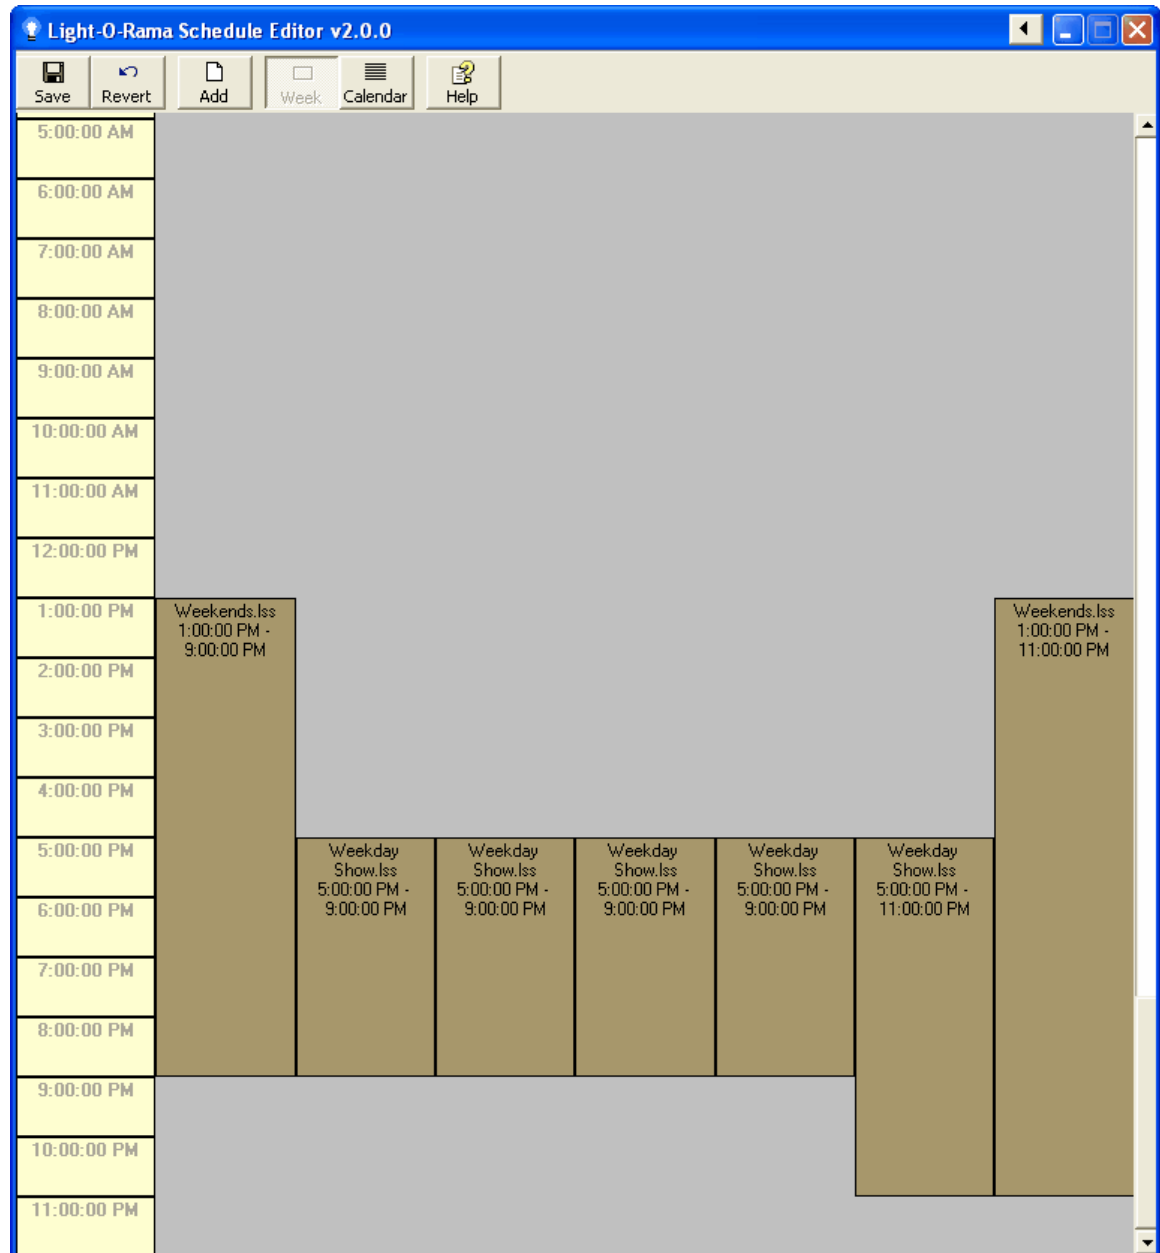 Light-O-Rama Schedule Editor v2.0.0
Save Revert Add Week Calendar Help
5:00:00 AM
6:00:00 AM
7:00:00 AM
8:00:00 AM
9:00:00 AM
10:00:00 AM
11:00:00 AM
12:00:00 PM
1:00:00 PM
2:00:00 PM
3:00:00 PM
4:00:00 PM
5:00:00 PM
6:00:00 PM
7:00:00 PM
8:00:00 PM
9:00:00 PM
10:00:00 PM
11:00:00 PM
Weekends.lss
1:00:00 PM -
9:00:00 PM
Weekday
Show.lss
5:00:00 PM -
9:00:00 PM
Weekday
Show.lss
5:00:00 PM -
9:00:00 PM
Weekday
Show.lss
5:00:00 PM -
9:00:00 PM
Weekday
Show.lss
5:00:00 PM -
9:00:00 PM
Weekday
Show.lss
5:00:00 PM -
11:00:00 PM
Weekends.lss
1:00:00 PM -
11:00:00 PM